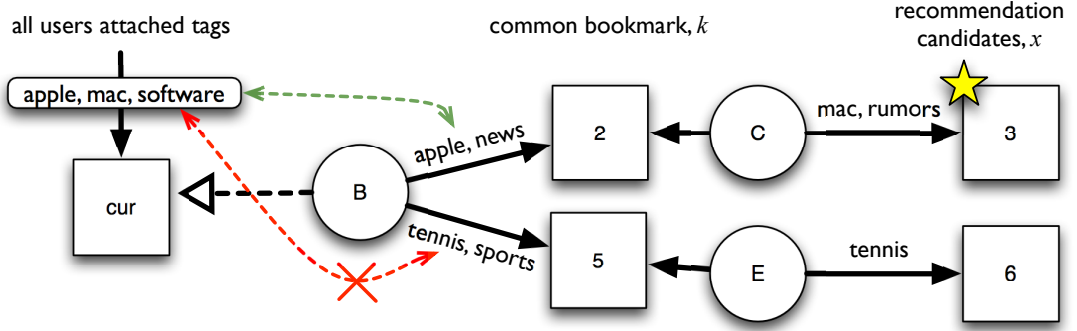 all users attached tags
common bookmark, k
recommendation
candidates, x
apple, mac, software
apple, news
2
C
mac, rumors
3
cur
B
tennis, sports
5
E
tennis
6